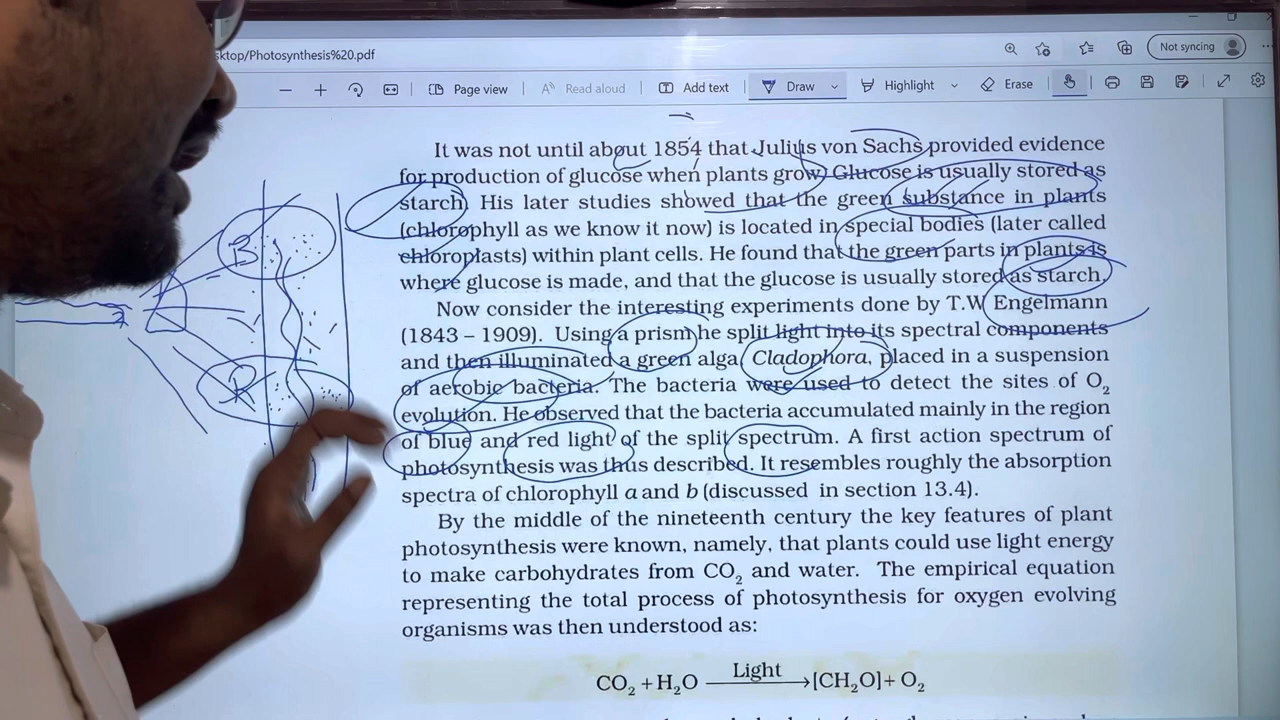 sktop/Photosynthesis%20.pdf
Not syncing
Page view
Read aloud
Add text
Draw
Highlight
Erase
It was not until about 1854 that Julius von Sachs provided evidence
for production of glucose when plants grow. Glucose is usually stored as
starch. His later studies showed that the green substance in plants
(chlorophyll as we know it now) is located in special bodies (later called
chloroplasts) within plant cells. He found that the green parts in plants is
where glucose is made, and that the glucose is usually stored as starch.
Now consider the interesting experiments done by T.W Engelmann
(1843 – 1909). Using a prism he split light into its spectral components
and then illuminated a green alga, Cladophora, placed in a suspension
of aerobic bacteria. The bacteria were used to detect the sites of O₂
evolution. He observed that the bacteria accumulated mainly in the region
of blue and red light of the split spectrum. A first action spectrum of
photosynthesis was thus described. It resembles roughly the absorption
spectra of chlorophyll a and b (discussed in section 13.4).
By the middle of the nineteenth century the key features of plant
photosynthesis were known, namely, that plants could use light energy
to make carbohydrates from CO₂ and water. The empirical equation
representing the total process of photosynthesis for oxygen evolving
organisms was then understood as:
CO₂ + H₂O Light → [CH₂O] + O₂
B
R